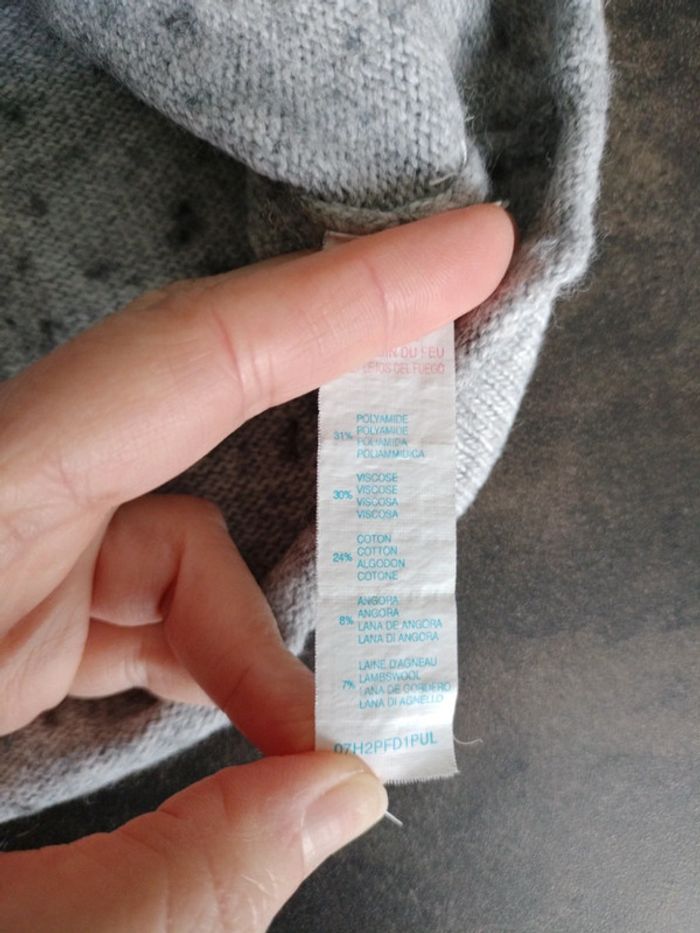 DU FEU
LEJOS DEL FUEGO
31% POLYAMIDE
POLYAMIDE
POLIAMIDA
POLIAMMIDICA
30% VISCOSE
VISCOSE
VISCOSA
VISCOSA
24% COTON
COTTON
ALGODON
COTONE
8% ANGORA
ANGORA
LANA DE ANGORA
LANA DI ANGORA
7% LAINE D'AGNEAU
LAMBSWOOL
LANA DE CORDERO
LANA DI AGNELLO
07H2PFD1PUL